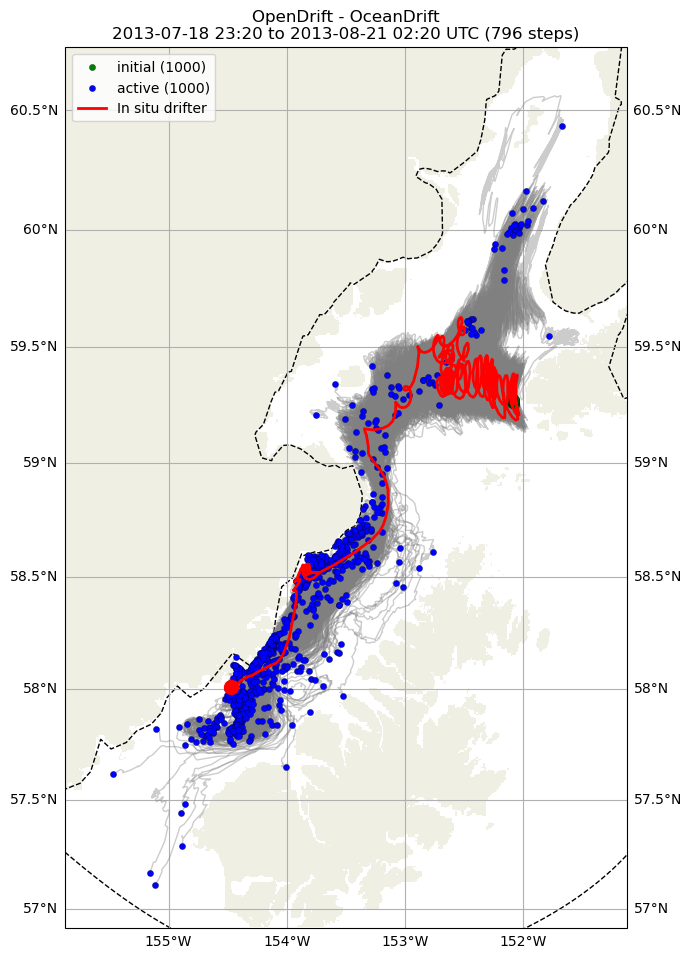 OpenDrift - OceanDrift
2013-07-18 23:20 to 2013-08-21 02:20 UTC (796 steps)
initial (1000)
active (1000)
In situ drifter
60.5°N 60.5°N
60°N 60°N
59.5°N 59.5°N
59°N 59°N
58.5°N 58.5°N
58°N 58°N
57.5°N 57.5°N
57°N 57°N
155°W 154°W 153°W 152°W